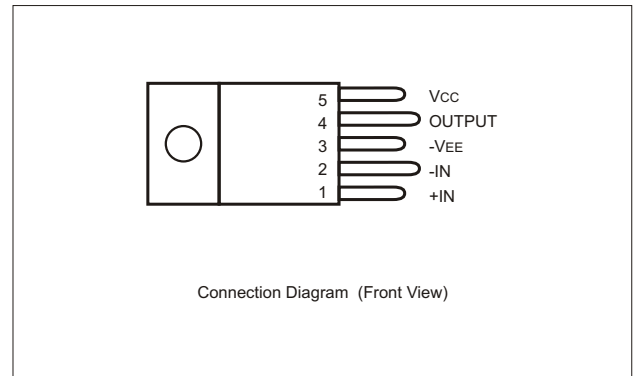 5 VCC
4 OUTPUT
3 -VEE
2 -IN
1 +IN
Connection Diagram (Front View)